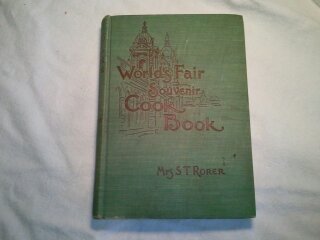 World's Fair
Souvenir
Cook
Book
Mrs S.T. Rorer